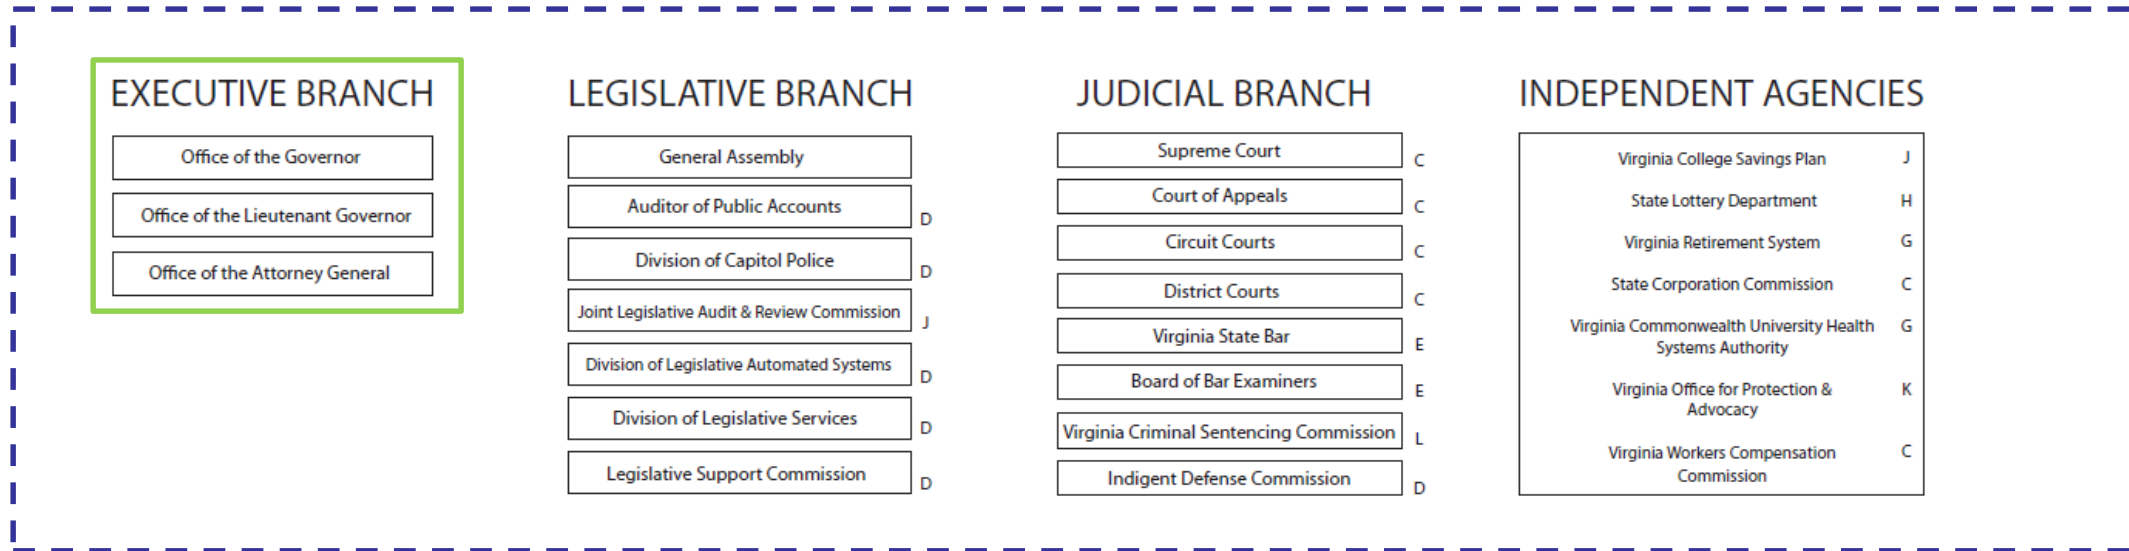 EXECUTIVE BRANCH
Office of the Governor
Office of the Lieutenant Governor
Office of the Attorney General
LEGISLATIVE BRANCH
General Assembly
Auditor of Public Accounts D
Division of Capitol Police D
Joint Legislative Audit & Review Commission J
Division of Legislative Automated Systems D
Division of Legislative Services D
Legislative Support Commission D
JUDICIAL BRANCH
Supreme Court C
Court of Appeals C
Circuit Courts C
District Courts C
Virginia State Bar E
Board of Bar Examiners E
Virginia Criminal Sentencing Commission L
Indigent Defense Commission D
INDEPENDENT AGENCIES
Virginia College Savings Plan J
State Lottery Department H
Virginia Retirement System G
State Corporation Commission C
Virginia Commonwealth University Health G
Systems Authority
Virginia Office for Protection & K
Advocacy
Virginia Workers Compensation C
Commission